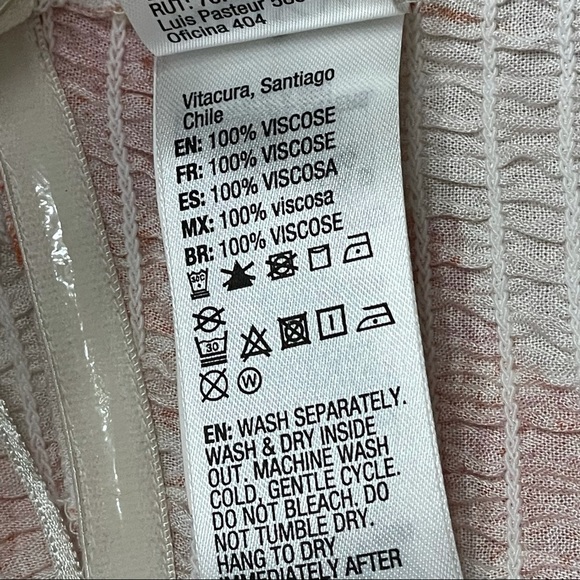 Luis Pasteur
Oficina 404
Vitacura, Santiago
Chile
EN: 100% VISCOSE
FR: 100% VISCOSE
ES: 100% VISCOSA
MX: 100% viscosa
BR: 100% VISCOSE
30
W
EN: WASH SEPARATELY.
WASH & DRY INSIDE
OUT. MACHINE WASH
COLD, GENTLE CYCLE.
DO NOT BLEACH. DO
NOT TUMBLE DRY.
HANG TO DRY
IMMEDIATELY AFTER